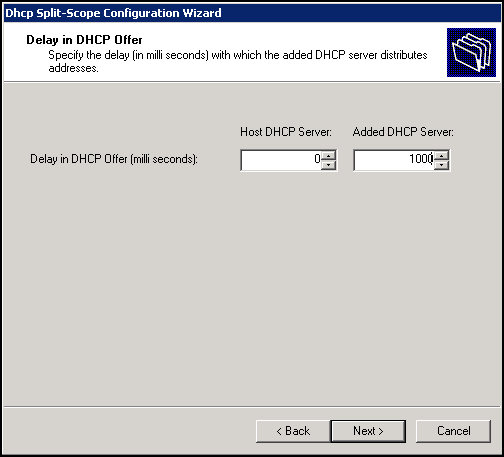 Dhcp Split-Scope Configuration Wizard
Delay in DHCP Offer
Specify the delay (in milli seconds) with which the added DHCP server distributes
addresses.
Host DHCP Server: Added DHCP Server:
Delay in DHCP Offer (milli seconds): 0 1000
< Back Next > Cancel